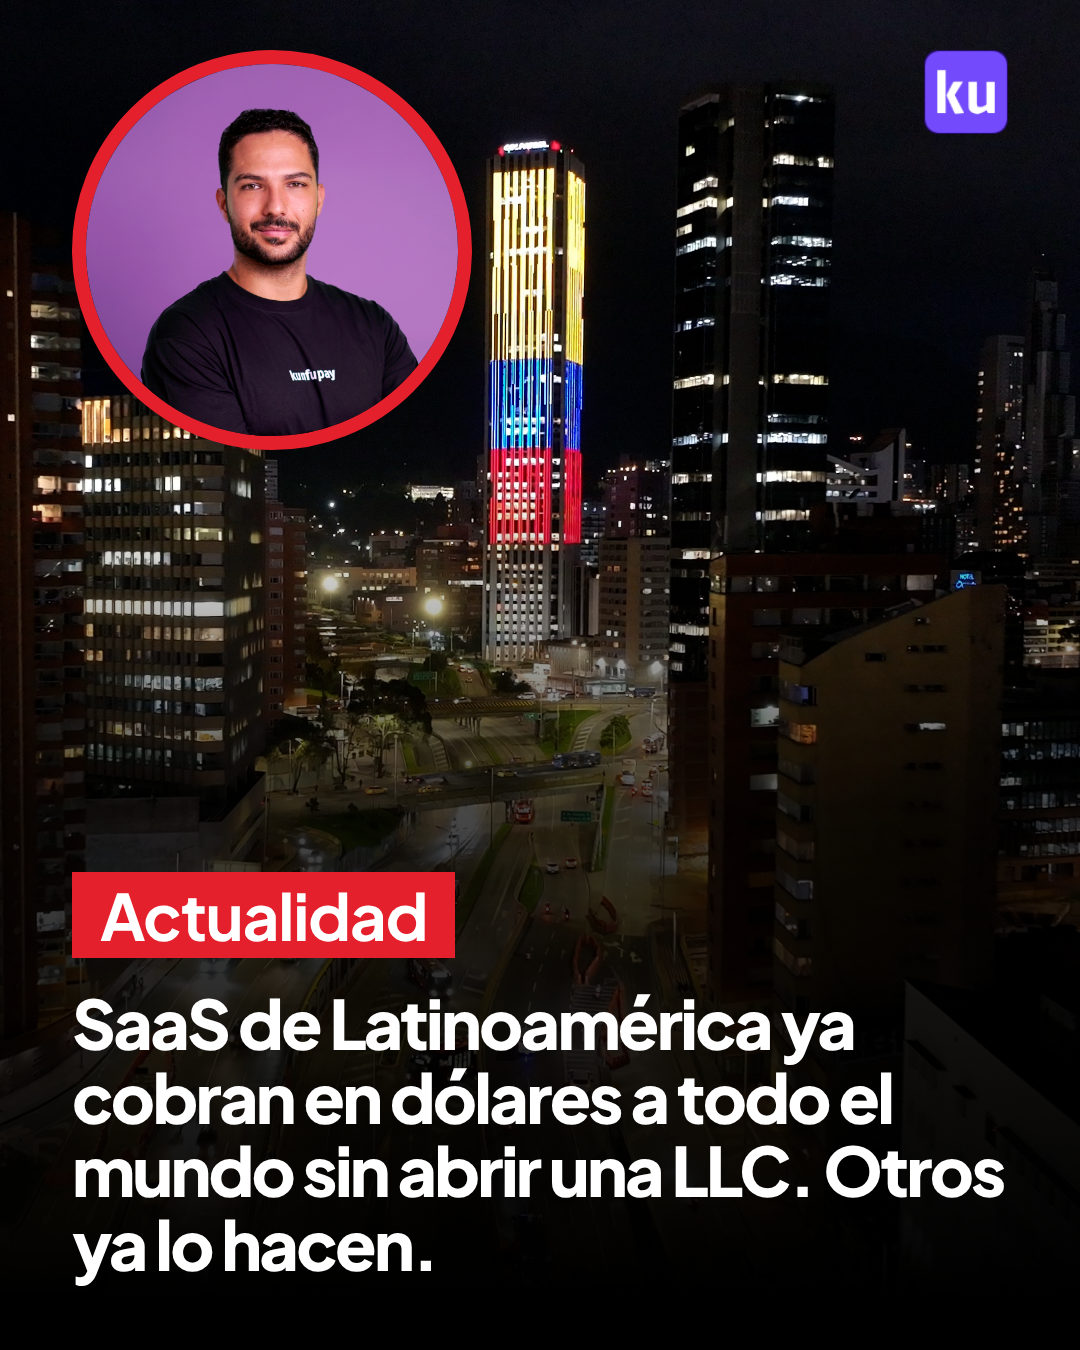 ku
kunfupay
Actualidad
SaaS de Latinoamérica ya
cobran en dólares a todo el
mundo sin abrir una LLC. Otros
ya lo hacen.